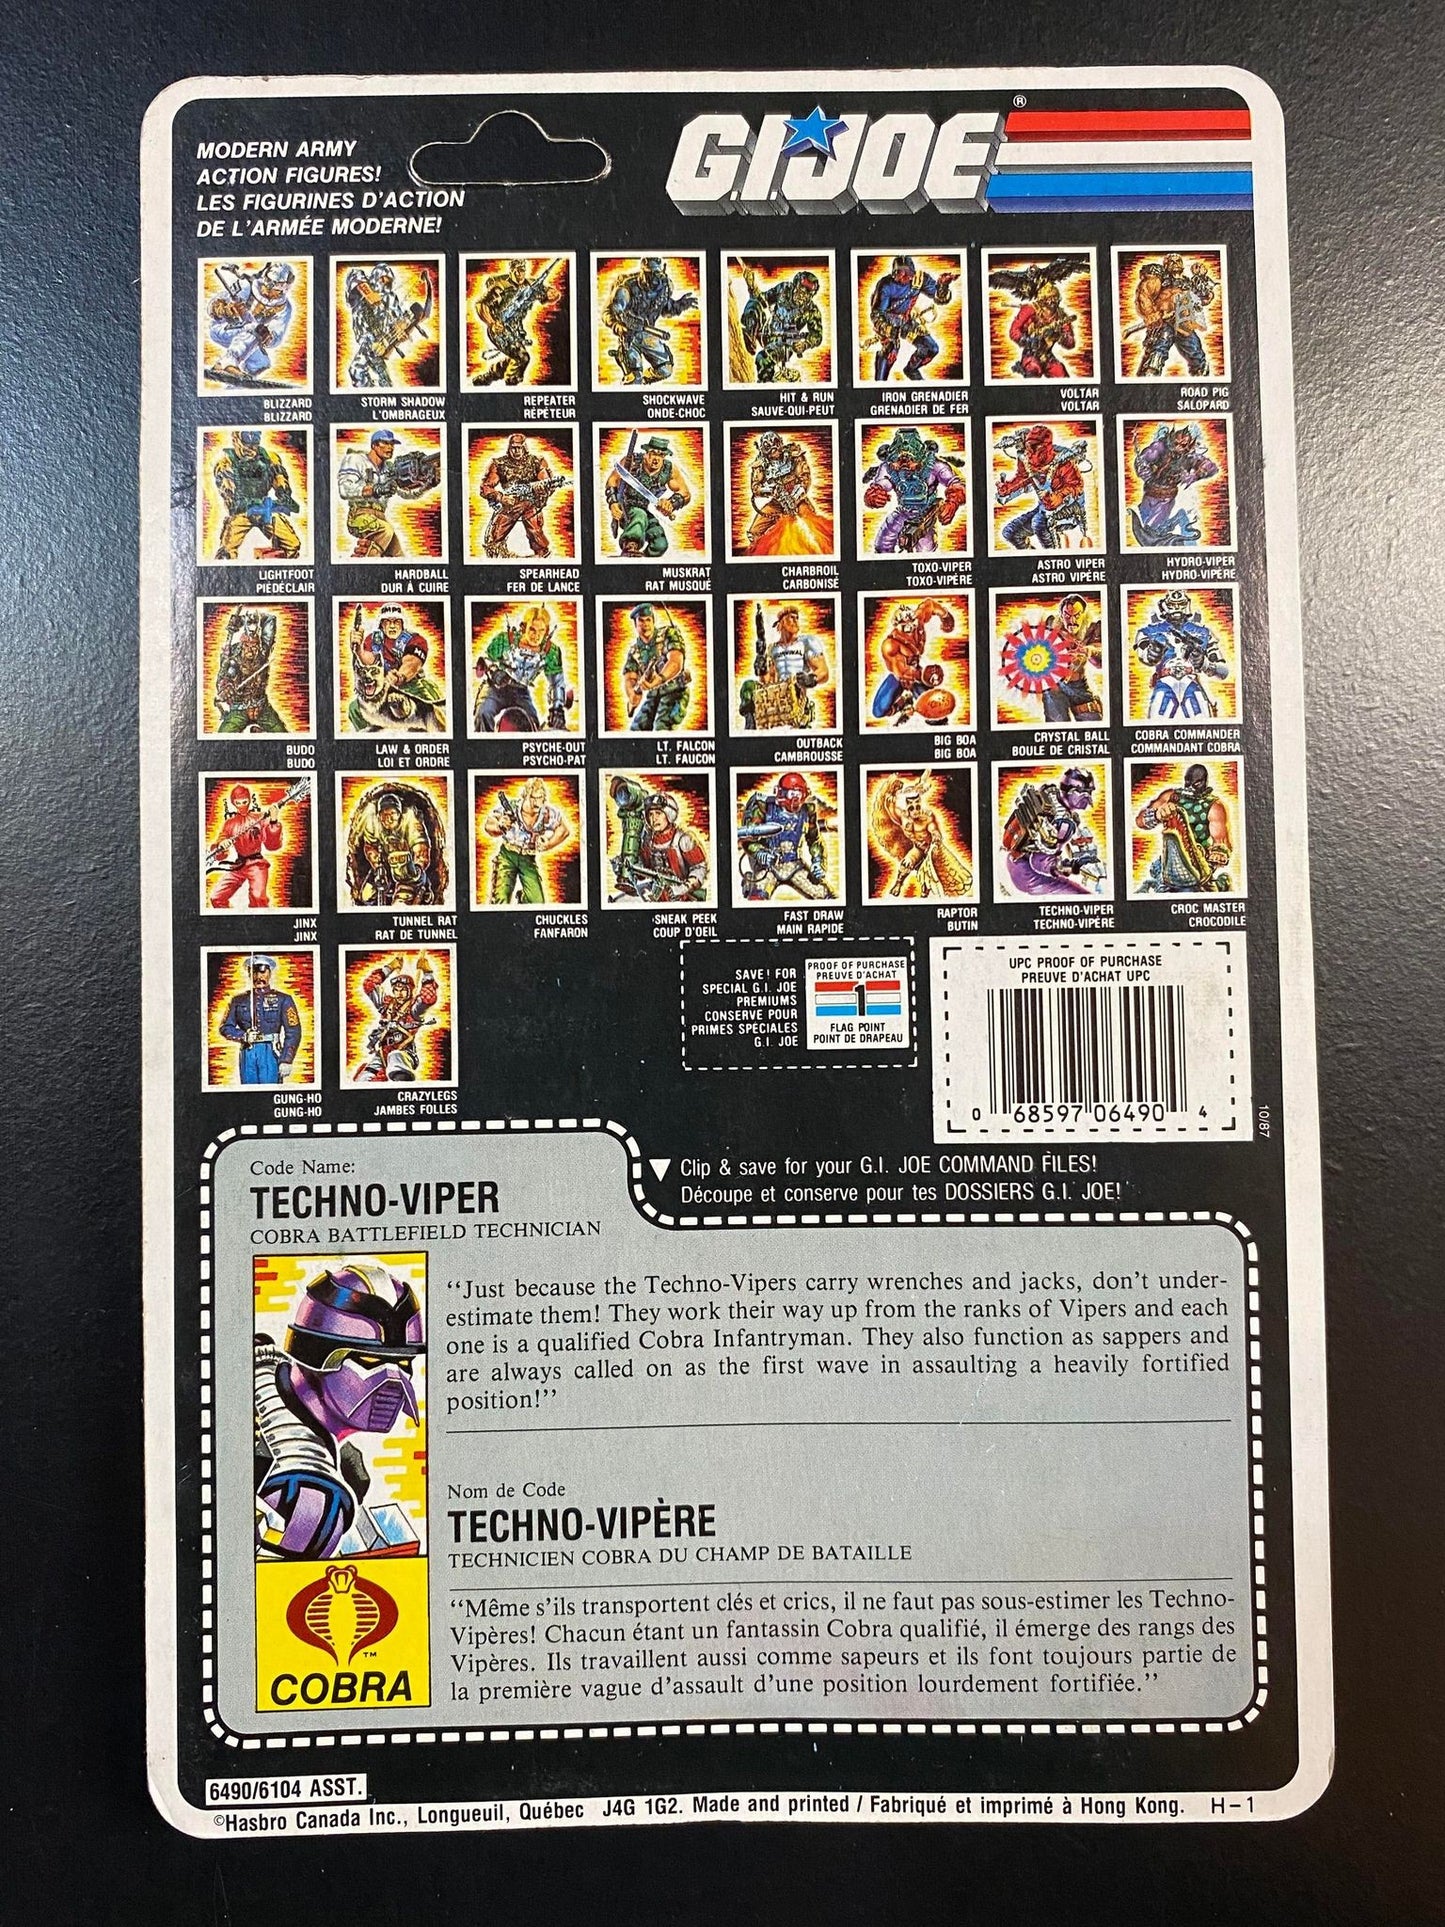 MODERN ARMY
ACTION FIGURES!
LES FIGURINES D'ACTION
DE L'ARMÉE MODERNE!
G.I. JOE ®
BLIZZARD
BLIZZARD
STORM SHADOW
L'OMBRAGEUX
REPEATER
RÉPÉTEUR
SHOCKWAVE
ONDE-CHOC
HIT & RUN
SAUVE-QUI-PEUT
IRON GRENADIER
GRENADIER DE FER
VOLTAR
VOLTAR
ROAD PIG
SALOPARD
LIGHTFOOT
PIEDÉCLAIR
HARDBALL
DUR À CUIRE
SPEARHEAD
FER DE LANCE
MUSKRAT
RAT MUSQUÉ
CHARBROIL
CARBONISÉ
TOXO-VIPER
TOXO-VIPÈRE
ASTRO VIPER
ASTRO VIPÈRE
HYDRO-VIPER
HYDRO-VIPÈRE
BUDO
BUDO
LAW & ORDER
LOI ET ORDRE
PSYCHE-OUT
PSYCHO-PAT
LT. FALCON
LT. FAUCON
OUTBACK
CAMBROUSSE
BIG BOA
BIG BOA
CRYSTAL BALL
BOULE DE CRISTAL
COBRA COMMANDER
COMMANDANT COBRA
JINX
JINX
TUNNEL RAT
RAT DE TUNNEL
CHUCKLES
FANFARON
SNEAK PEEK
COUP D'OEIL
FAST DRAW
MAIN RAPIDE
RAPTOR
BUTIN
TECHNO-VIPER
TECHNO-VIPÈRE
CROC MASTER
CROCODILE
GUNG-HO
GUNG-HO
CRAZYLEGS
JAMBES FOLLES
SAVE! FOR
SPECIAL G.I. JOE
PREMIUMS
CONSERVE POUR
PRIMES SPÉCIALES
G.I. JOE
PROOF OF PURCHASE
PREUVE D'ACHAT
1
FLAG POINT
POINT DE DRAPEAU
UPC PROOF OF PURCHASE
PREUVE D'ACHAT UPC
0 68597 06490 4
10/87
Clip & save for your G.I. JOE COMMAND FILES!
Découpe et conserve pour tes DOSSIERS G.I. JOE!
Code Name:
TECHNO-VIPER
COBRA BATTLEFIELD TECHNICIAN
“Just because the Techno-Vipers carry wrenches and jacks, don't under-
estimate them! They work their way up from the ranks of Vipers and each
one is a qualified Cobra Infantryman. They also function as sappers and
are always called on as the first wave in assaulting a heavily fortified
position!”
Nom de Code
TECHNO-VIPÈRE
TECHNICIEN COBRA DU CHAMP DE BATAILLE
“Même s'ils transportent clés et crics, il ne faut pas sous-estimer les Techno-
Vipères! Chacun étant un fantassin Cobra qualifié, il émerge des rangs des
Vipères. Ils travaillent aussi comme sapeurs et ils font toujours partie de
la première vague d'assault d'une position lourdement fortifiée.”
TM
COBRA
6490/6104 ASST.
©Hasbro Canada Inc., Longueuil, Québec J4G 1G2. Made and printed / Fabriqué et imprimé à Hong Kong. H-1